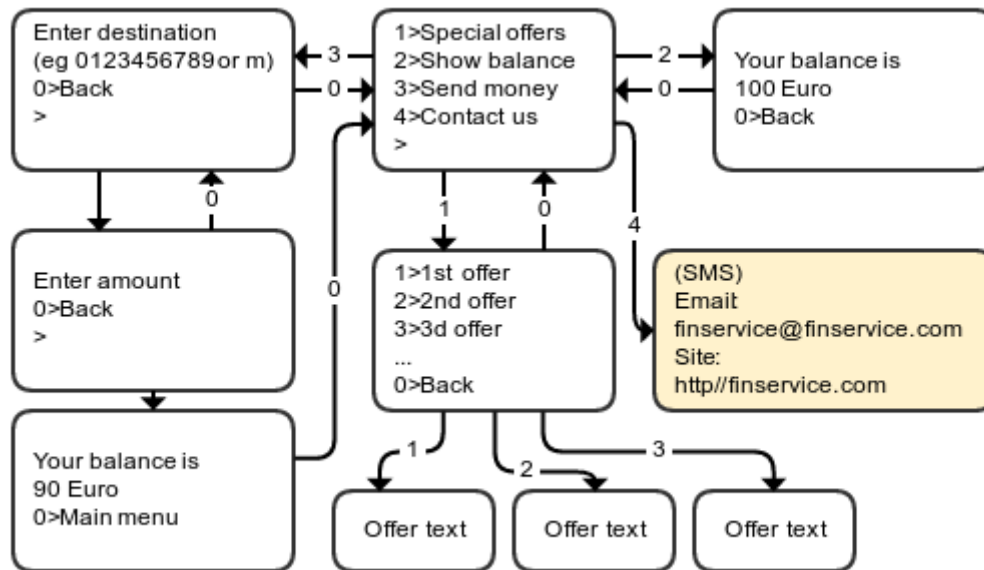 Enter destination
(eg 0123456789 or m)
0>Back
>
3
0
1>Special offers
2>Show balance
3>Send money
4>Contact us
>
2
0
Your balance is
100 Euro
0>Back
0
1
0
4
Enter amount
0>Back
>
0
1>1st offer
2>2nd offer
3>3d offer
...
0>Back
(SMS)
Email:
finservice@finservice.com
Site:
http//finservice.com
Your balance is
90 Euro
0>Main menu
1
2
3
Offer text
Offer text
Offer text